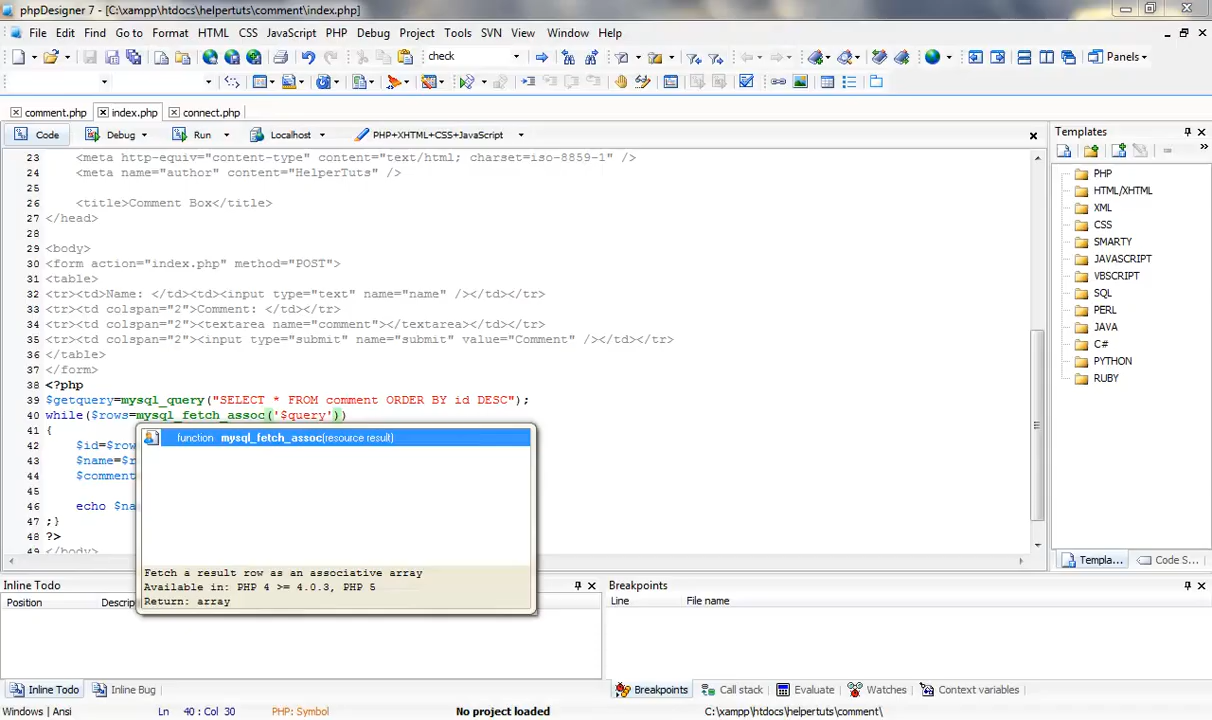 phpDesigner 7 - [C:\xampp\htdocs\helpertuts\comment\index.php]
File Edit Find Go to Format HTML CSS JavaScript PHP Debug Project Tools SVN View Window Help
check Panels
comment.php index.php connect.php
Code Debug Run Localhost PHP+XHTML+CSS+JavaScript
23 <meta http-equiv="content-type" content="text/html; charset=iso-8859-1" />
24 <meta name="author" content="HelperTuts" />
25
26 <title>Comment Box</title>
27 </head>
28
29 <body>
30 <form action="index.php" method="POST">
31 <table>
32 <tr><td>Name: </td><td><input type="text" name="name" /></td></tr>
33 <tr><td colspan="2">Comment: </td></tr>
34 <tr><td colspan="2"><textarea name="comment"></textarea></td></tr>
35 <tr><td colspan="2"><input type="submit" name="submit" value="Comment" /></td></tr>
36 </table>
37 </form>
38 <?php
39 $getquery=mysql_query("SELECT * FROM comment ORDER BY id DESC");
40 while($rows=mysql_fetch_assoc('$query'))
41 {
42 $id=$row
43 $name=$r
44 $comment
45
46 echo $na
47 ;}
48 ?>
49 </body>
function mysql_fetch_assoc(resource result)
Fetch a result row as an associative array
Available in: PHP 4 >= 4.0.3, PHP 5
Return: array
Templates
PHP
HTML/XHTML
XML
CSS
SMARTY
JAVASCRIPT
VBSCRIPT
SQL
PERL
JAVA
C#
PYTHON
RUBY
Templa... Code S...
Inline Todo
Position Descrip
Breakpoints
Line File name
Inline Todo Inline Bug
Breakpoints Call stack Evaluate Watches Context variables
Windows | Ansi Ln 40 : Col 30 PHP: Symbol No project loaded C:\xampp\htdocs\helpertuts\comment\